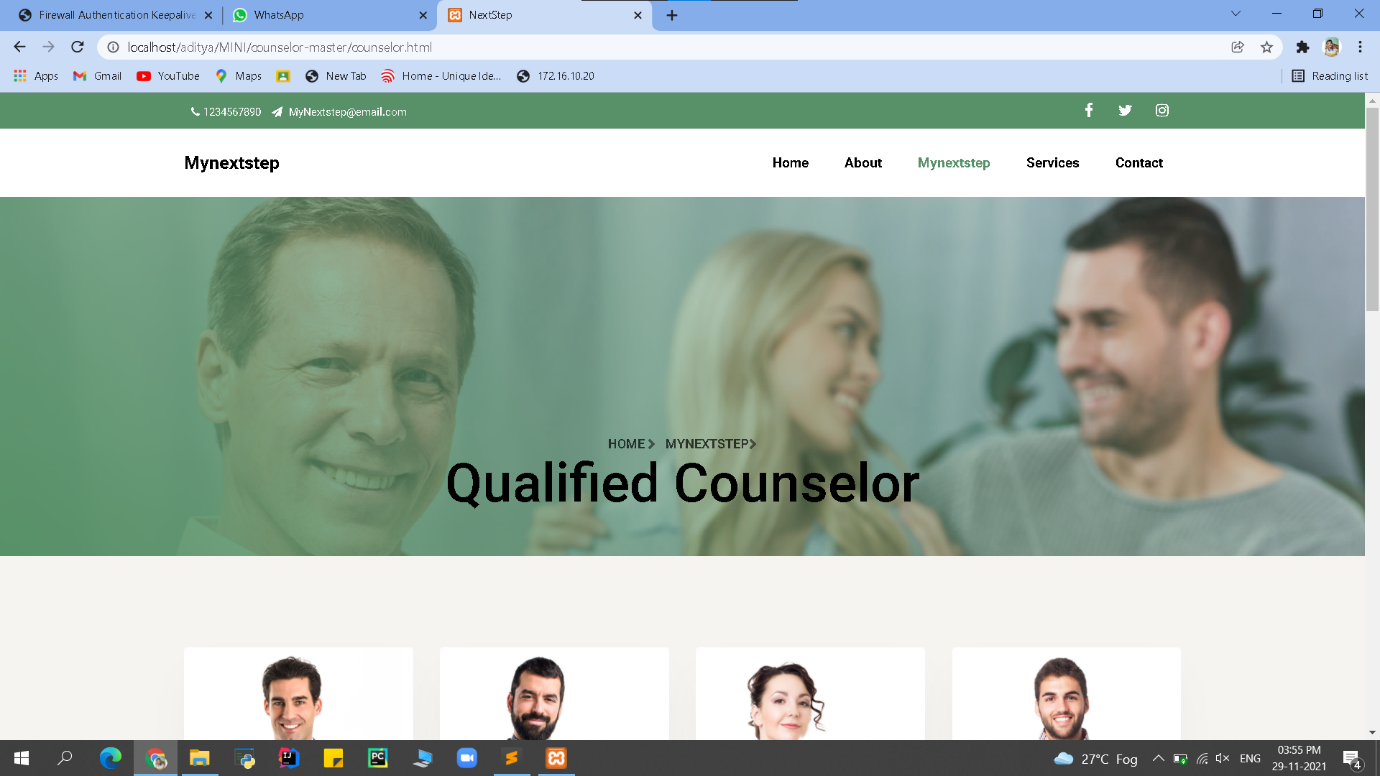 Firewall Authentication Keepalive
WhatsApp
NextStep
localhost/aditya/MINI/counselor-master/counselor.html
Apps
Gmail
YouTube
Maps
New Tab
Home - Unique Ide...
172.16.10.20
Reading list
1234567890
MyNextstep@email.com
Mynextstep
Home
About
Mynextstep
Services
Contact
HOME
MYNEXTSTEP
Qualified Counselor
27°C Fog
ENG
03:55 PM
29-11-2021
4